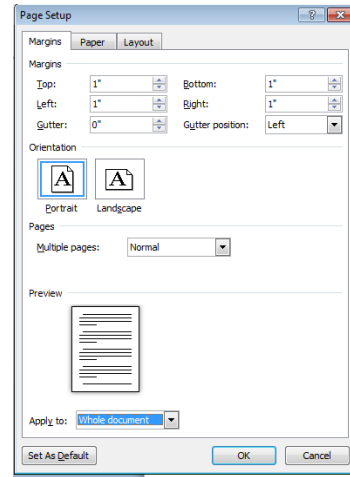 Page Setup
Margins Paper Layout
Margins
Top: 1" Bottom: 1"
Left: 1" Right: 1"
Gutter: 0" Gutter position: Left
Orientation
A A
Portrait Landscape
Pages
Multiple pages: Normal
Preview
Apply to: Whole document
Set As Default OK Cancel